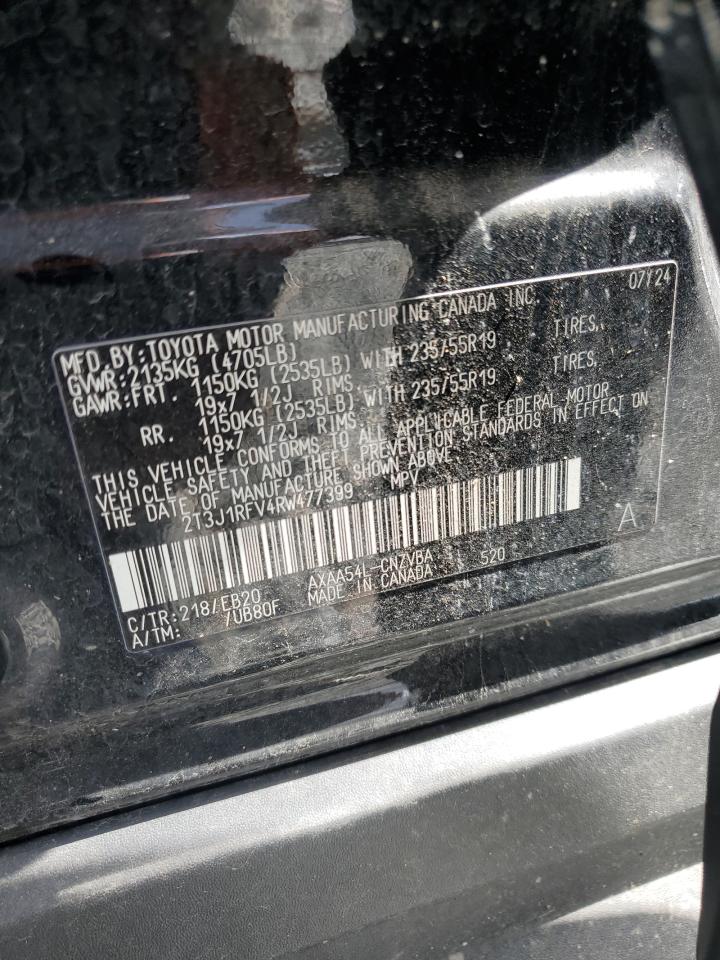 07/24
MFD.BY:TOYOTA MOTOR MANUFACTURING CANADA INC.
GVWR:2135KG (4705LB)
GAWR:FRT. 1150KG (2535LB) WITH 235/55R19 TIRES,
19x7 1/2J RIMS.
RR. 1150KG (2535LB) WITH 235/55R19 TIRES,
19x7 1/2J RIMS.
THIS VEHICLE CONFORMS TO ALL APPLICABLE FEDERAL MOTOR
VEHICLE SAFETY AND THEFT PREVENTION STANDARDS IN EFFECT ON
THE DATE OF MANUFACTURE SHOWN ABOVE.
2T3J1RFV4RW477399 MPV
A
C/TR:218/EB20 AXAA54L-CNZVBA 520
A/TM: /UB80F MADE IN CANADA